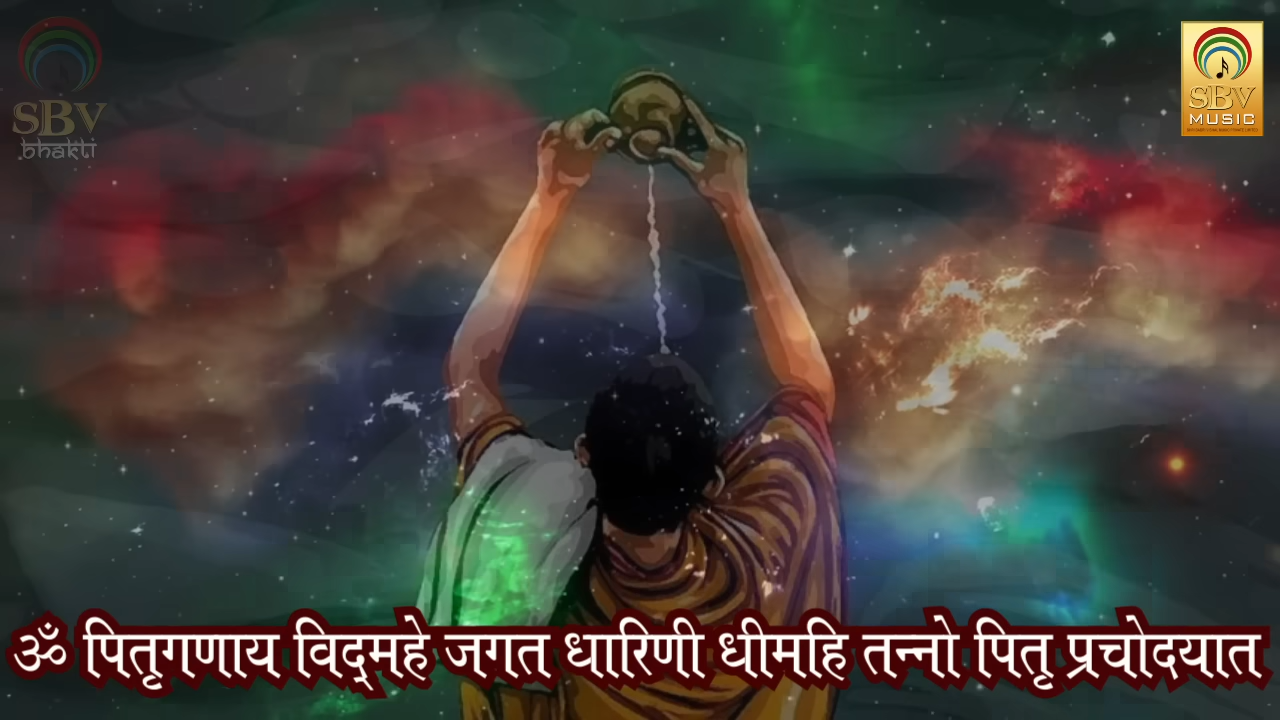 SBV
bhakti
SBV
MUSIC
ॐ पितृगणाय विद्महे जगत धारिणी धीमहि तन्नो पितृ प्रचोदयात